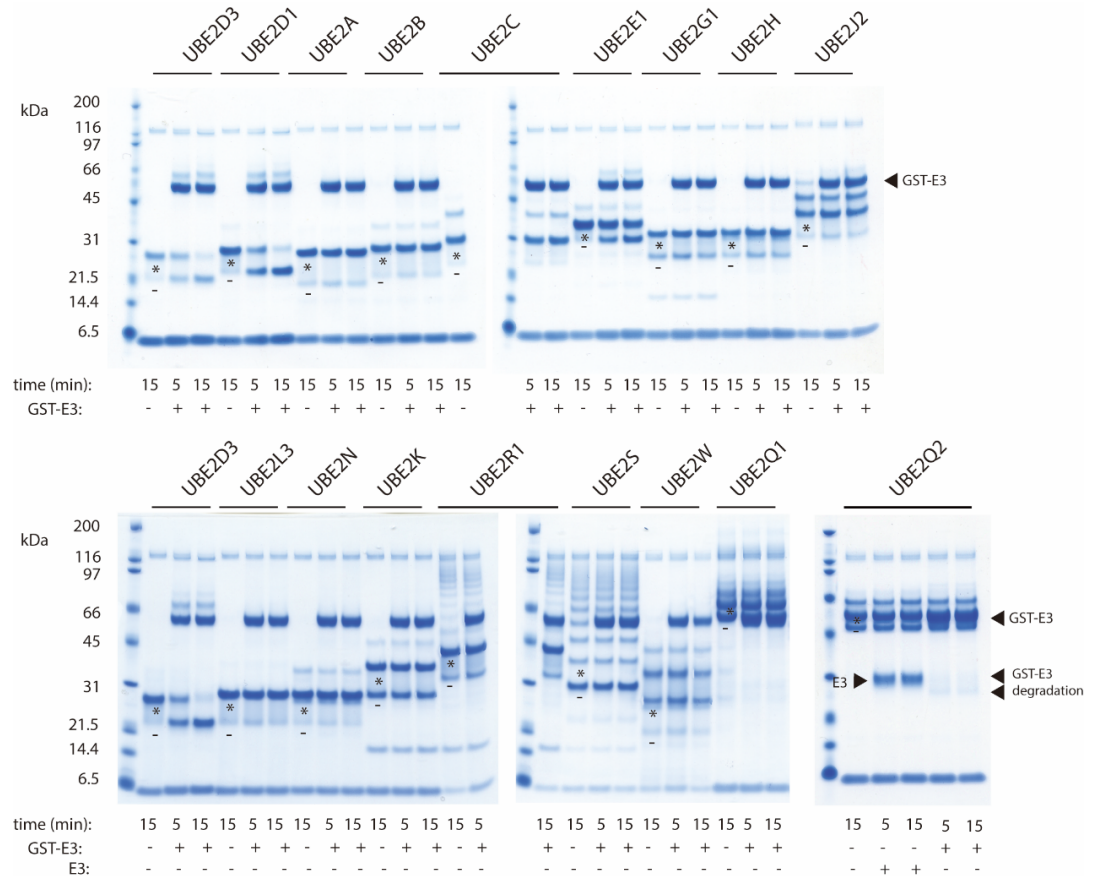 UBE2D3 UBE2D1 UBE2A UBE2B UBE2C UBE2E1 UBE2G1 UBE2H UBE2J2
kDa
200
116
97
66
45
31
21.5
14.4
6.5
GST-E3
* * * * * * * * *
- - - - - - - - -
time (min): 15 5 15 15 5 15 15 5 15 15 5 15 15 5 15 15 5 15 15 5 15 15 5 15 15 5 15
GST-E3: - + + - + + - + + - + + - + + - + + - + + - + + - + +
UBE2D3 UBE2L3 UBE2N UBE2K UBE2R1 UBE2S UBE2W UBE2Q1 UBE2Q2
kDa
200
116
97
66
45
31
21.5
14.4
6.5
GST-E3
E3
GST-E3
degradation
* * * * * * * * *
- - - - - - - - -
time (min): 15 5 15 15 5 15 15 5 15 15 5 15 15 5 15 15 5 15 15 5 15 15 5 15 15 5 15 5 15
GST-E3: - + + - + + - + + - + + - + + - + + - + + - + + - - - + +
E3: - - - - - - - - - - - - - - - - - - - - - - - - - + + - -